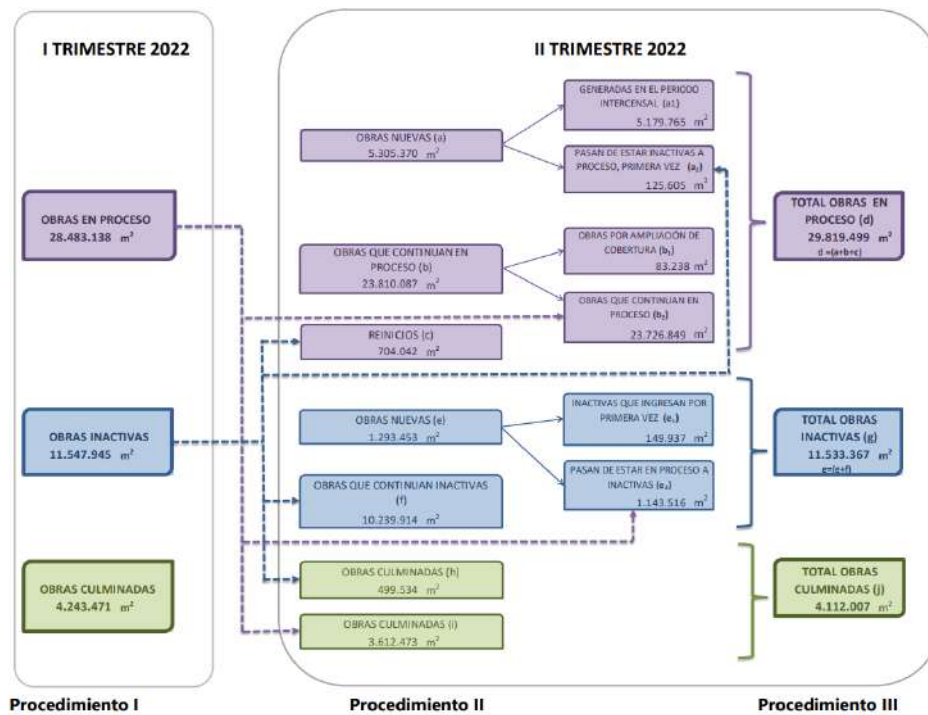 I TRIMESTRE 2022
OBRAS EN PROCESO
28.483.138 m²
OBRAS INACTIVAS
11.547.945 m²
OBRAS CULMINADAS
4.243.471 m²
II TRIMESTRE 2022
OBRAS NUEVAS (a)
5.305.370 m²
GENERADAS EN EL PERIODO
INTERCENSAL (a1)
5.179.765 m²
PASAN DE ESTAR INACTIVAS A
PROCESO, PRIMERA VEZ (a₂)
125.605 m²
OBRAS QUE CONTINUAN EN
PROCESO (b)
23.810.087 m²
OBRAS POR AMPLIACIÓN DE
COBERTURA (b₁)
83.238 m²
OBRAS QUE CONTINUAN EN
PROCESO (b₂)
23.726.849 m²
REINICIOS (c)
704.042 m²
OBRAS NUEVAS (e)
1.293.453 m²
INACTIVAS QUE INGRESAN POR
PRIMERA VEZ (e₁)
149.937 m²
PASAN DE ESTAR EN PROCESO A
INACTIVAS (e₂)
1.143.516 m²
OBRAS QUE CONTINUAN INACTIVAS
(f)
10.239.914 m²
OBRAS CULMINADAS (h)
499.534 m²
OBRAS CULMINADAS (i)
3.612.473 m²
TOTAL OBRAS EN
PROCESO (d)
29.819.499 m²
d =(a+b+c)
TOTAL OBRAS
INACTIVAS (g)
11.533.367 m²
g=(e+f)
TOTAL OBRAS
CULMINADAS (j)
4.112.007 m²
Procedimiento I
Procedimiento II
Procedimiento III